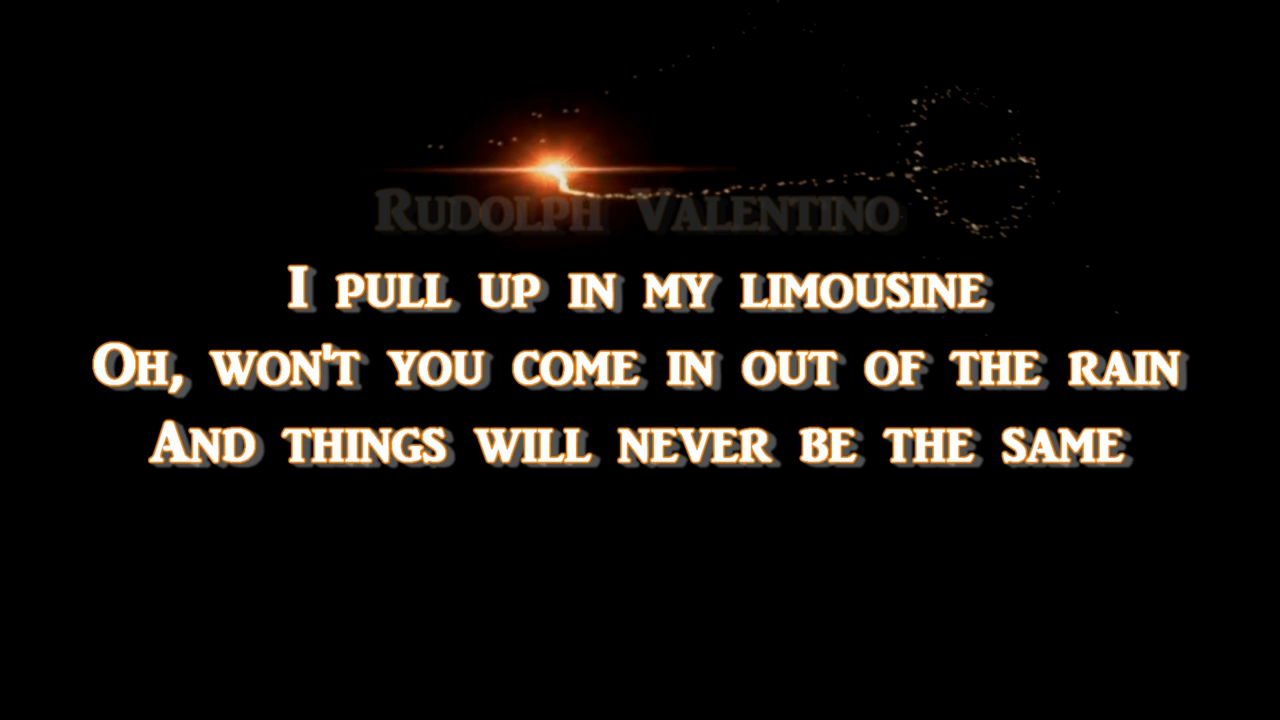 Rudolph Valentino
I pull up in my limousine
Oh, won't you come in out of the rain
And things will never be the same